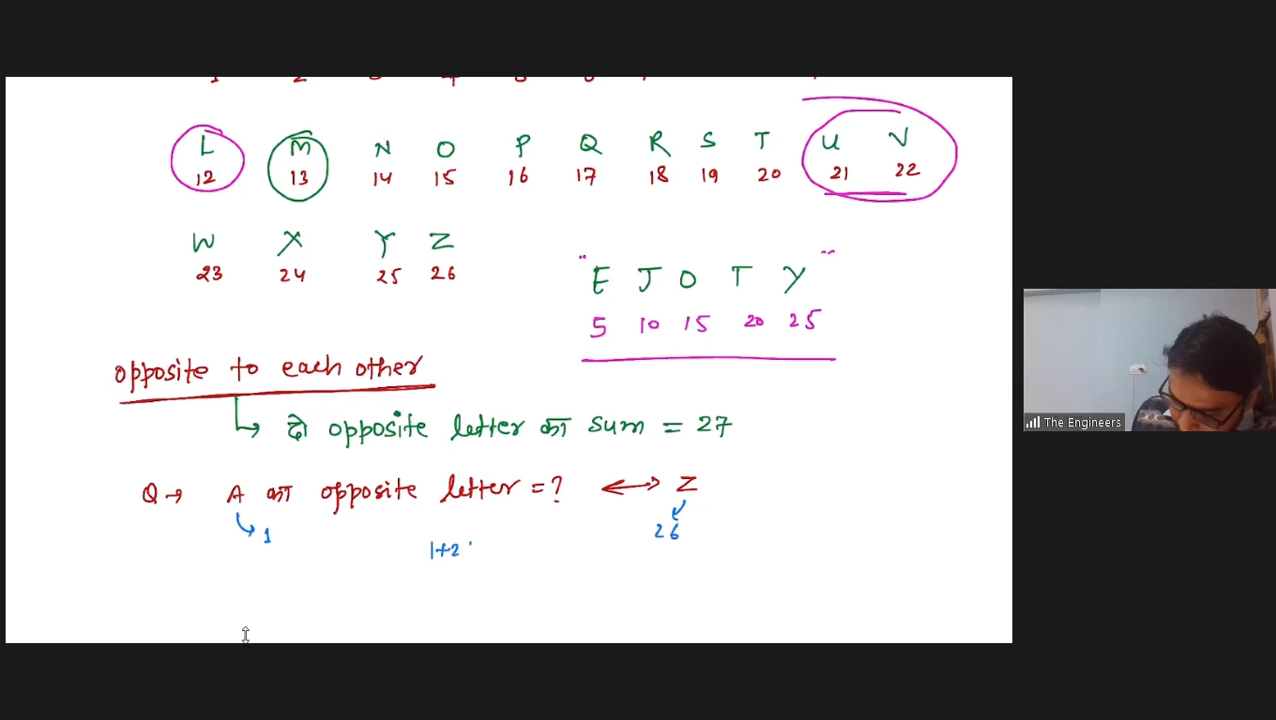 L M N O P Q R S T U V
12 13 14 15 16 17 18 19 20 21 22
W X Y Z
23 24 25 26
" E J O T Y "
5 10 15 20 25
opposite to each other
↳ दो opposite letter का sum = 27
Q→ A का opposite letter = ? ↔ Z
1 26
1+2
The Engineers